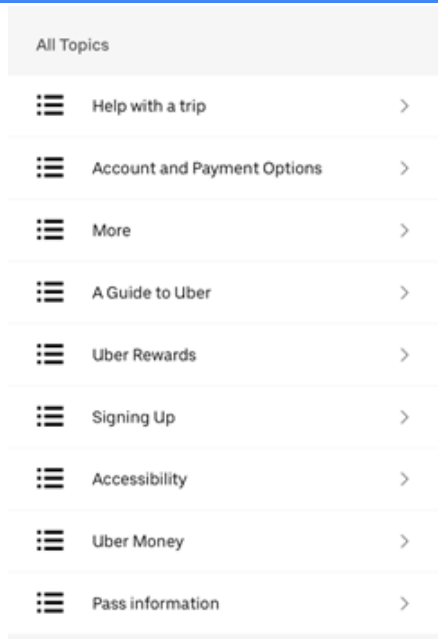 All Topics
Help with a trip
Account and Payment Options
More
A Guide to Uber
Uber Rewards
Signing Up
Accessibility
Uber Money
Pass information